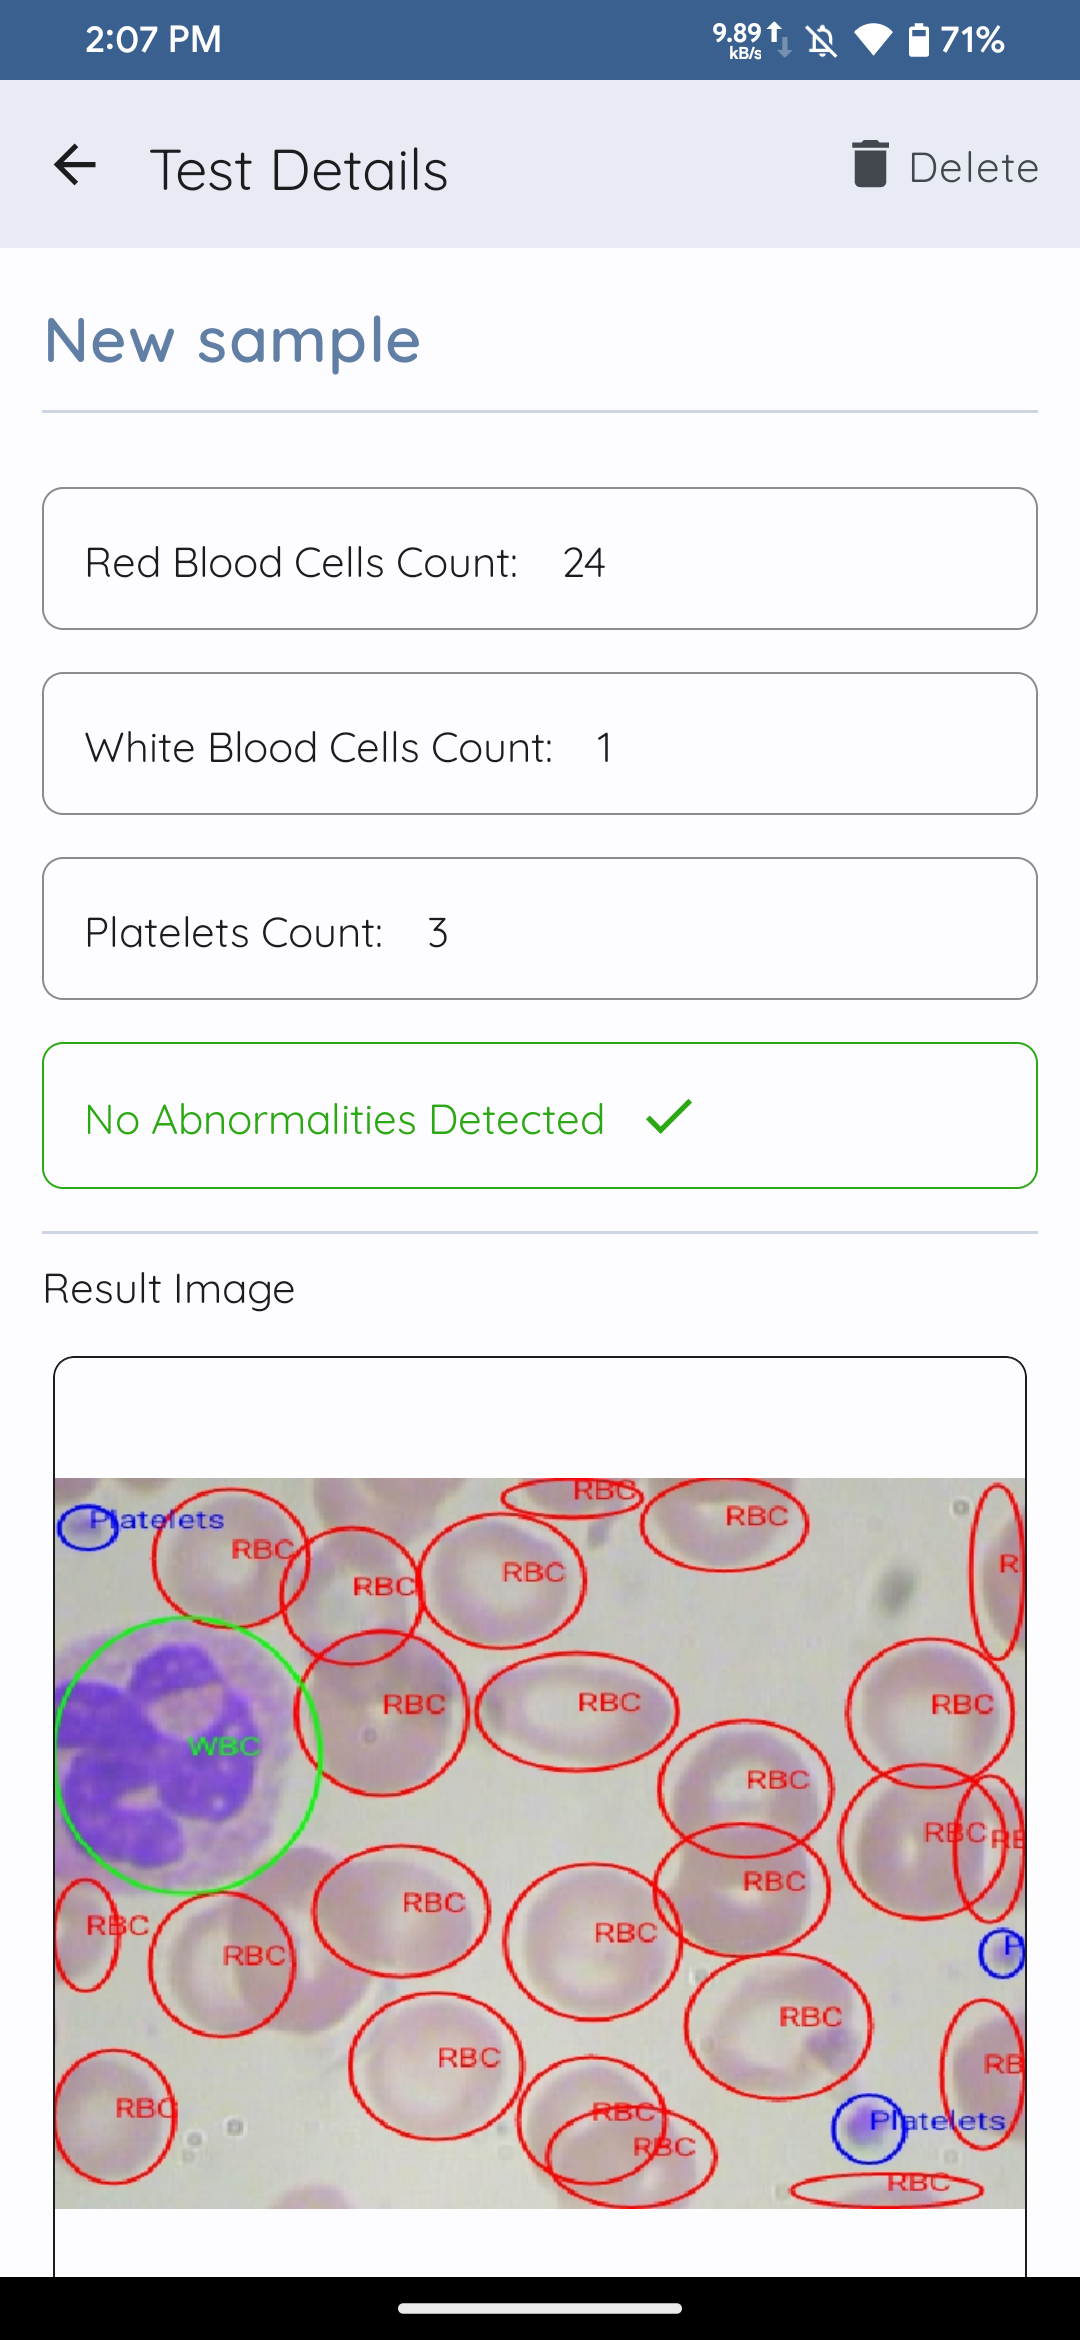 2:07 PM 9.89 kB/s 71%
Test Details Delete
New sample
Red Blood Cells Count: 24
White Blood Cells Count: 1
Platelets Count: 3
No Abnormalities Detected
Result Image
RBC
Platelets
RBC
RBC
RBC
RBC
R
RBC
RBC
RBC
RBC
WBC
RBC
RBC
RB
RBC
RBC
RBC
RBC
RBC
RBC
RBC
RB
RBC
RBC
Platelets
RBC
RBC